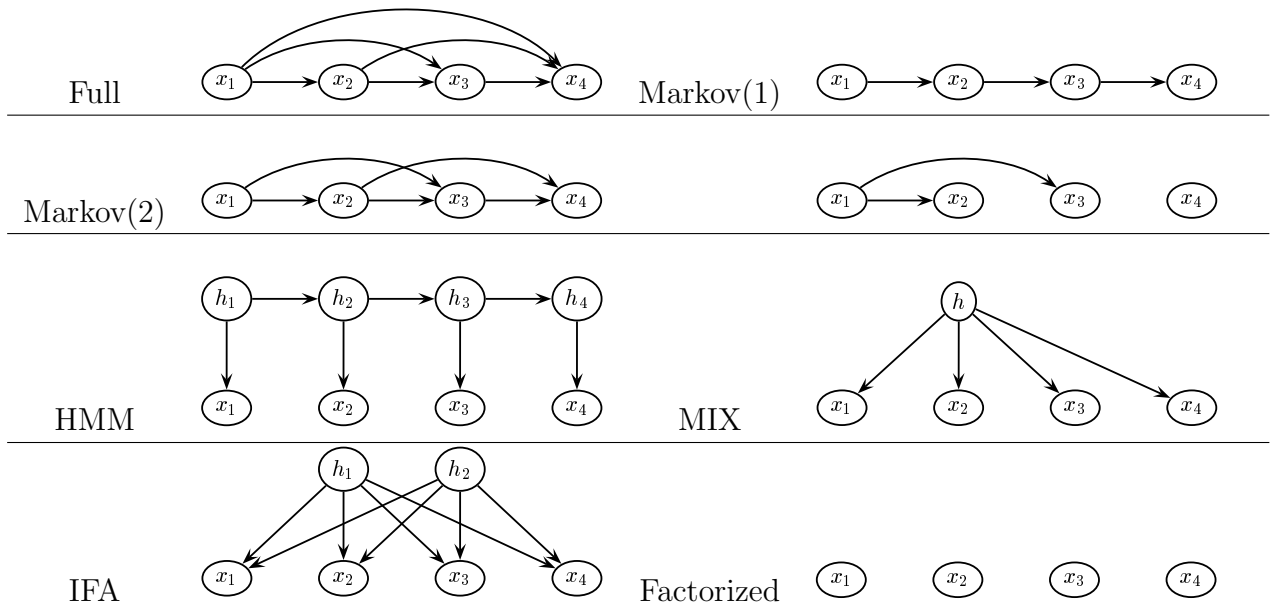 Full x1 x2 x3 x4 Markov(1) x1 x2 x3 x4
Markov(2) x1 x2 x3 x4 x1 x2 x3 x4
h1 h2 h3 h4 h
HMM x1 x2 x3 x4 MIX x1 x2 x3 x4
h1 h2
IFA x1 x2 x3 x4 Factorized x1 x2 x3 x4